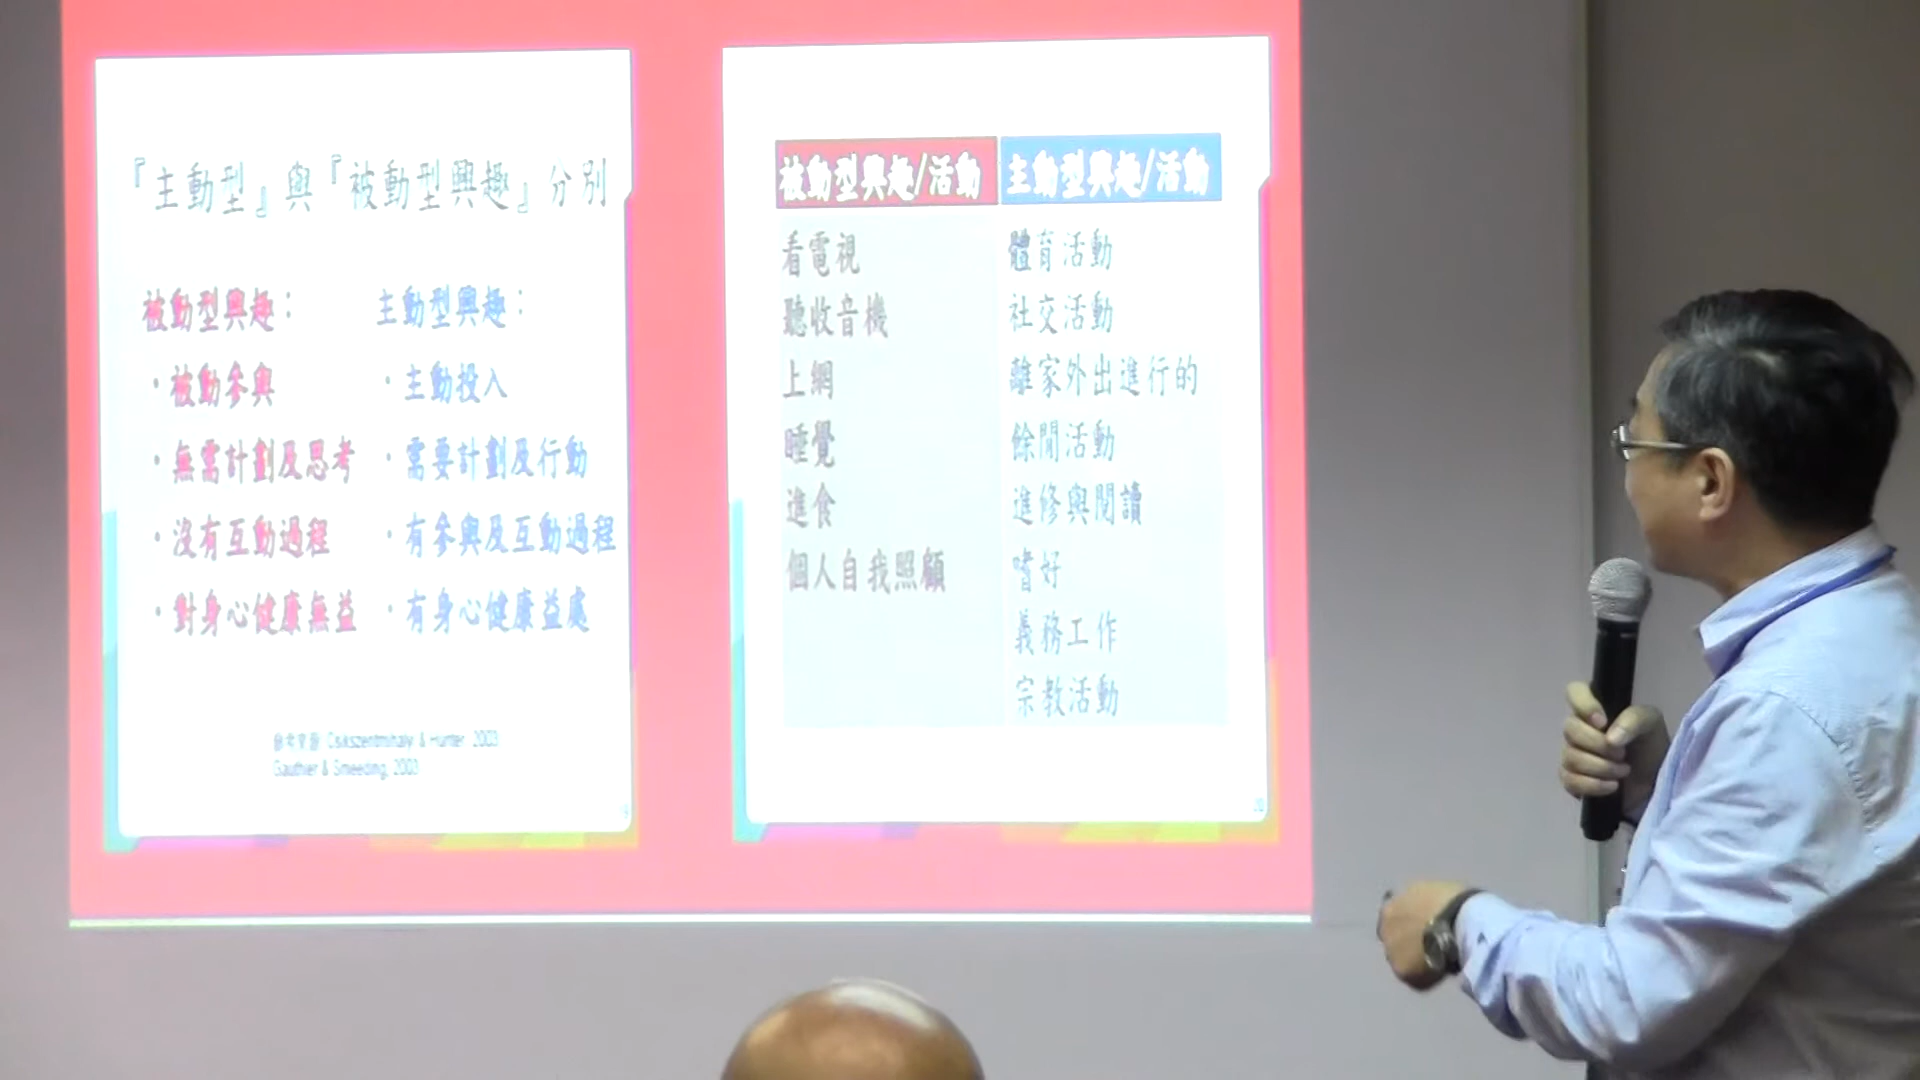 『主動型』與『被動型興趣』分別
被動型興趣：
・被動參與
・無需計劃及思考
・沒有互動過程
・對身心健康無益
主動型興趣：
・主動投入
・需要計劃及行動
・有參與及互動過程
・有身心健康益處
Csikszentmihaly & Hunter, 2003
Gauthier & Smeeding, 2003
被動型興趣/活動
看電視
聽收音機
上網
睡覺
進食
個人自我照顧
主動型興趣/活動
體育活動
社交活動
離家外出進行的
餘閒活動
進修與閱讀
嗜好
義務工作
宗教活動
20